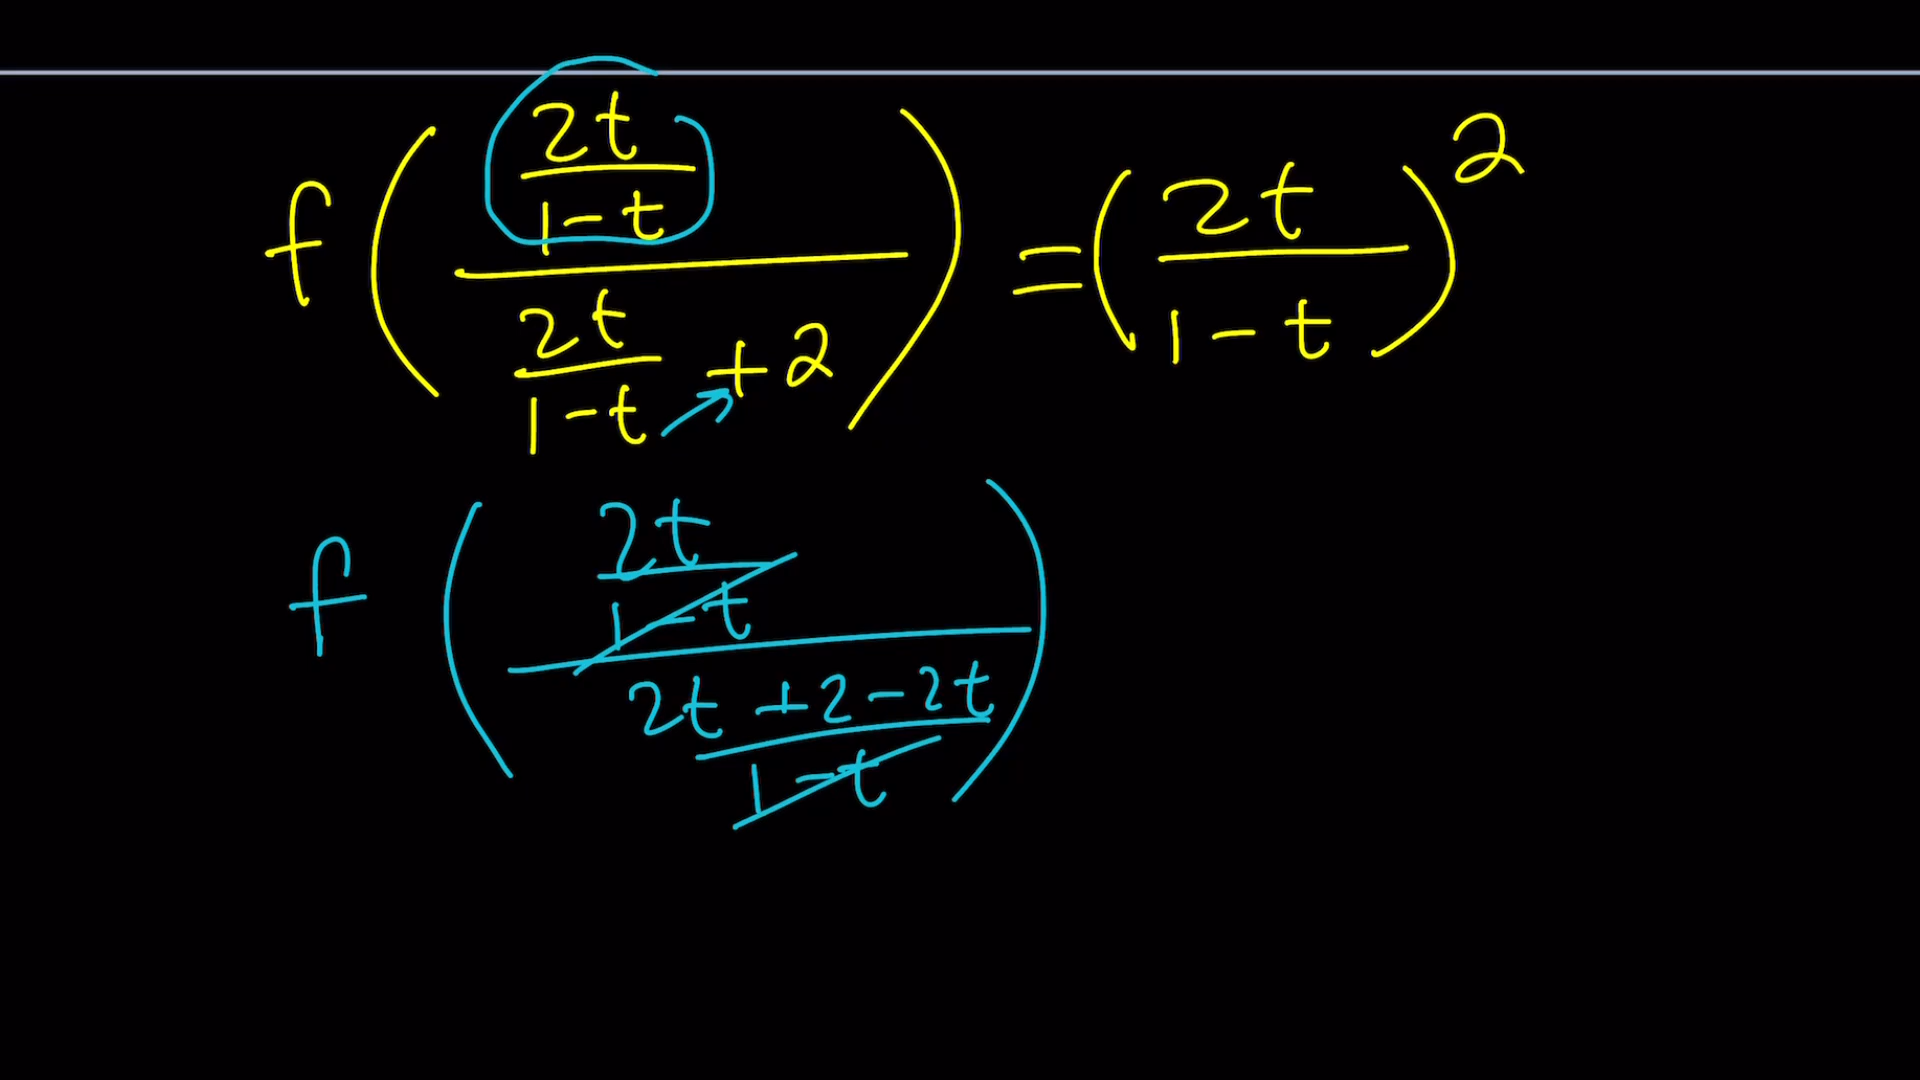 f( (2t/(1-t)) / (2t/(1-t) + 2) ) = (2t/(1-t))^2
f( (2t/(1-t)) / ((2t+2-2t)/(1-t)) )